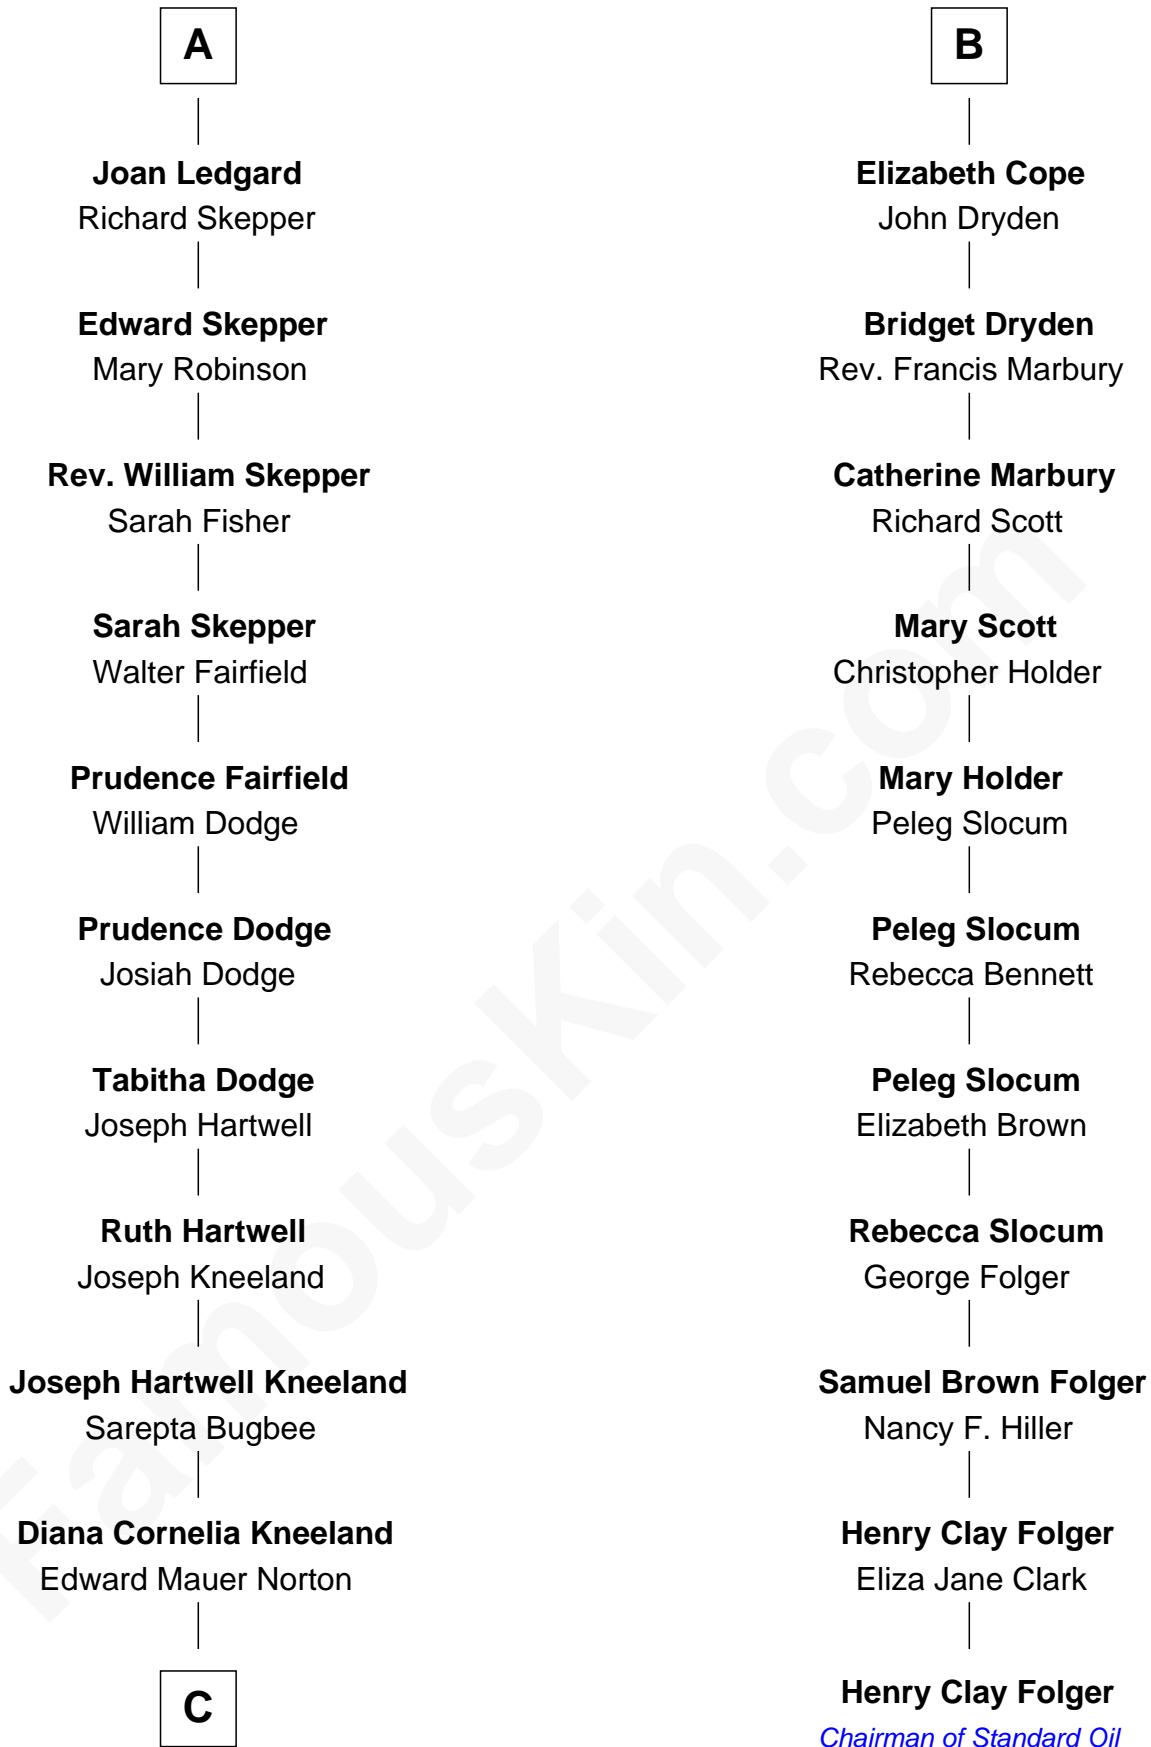 A
Joan Ledgard
Richard Skepper
Edward Skepper
Mary Robinson
Rev. William Skepper
Sarah Fisher
Sarah Skepper
Walter Fairfield
Prudence Fairfield
William Dodge
Prudence Dodge
Josiah Dodge
Tabitha Dodge
Joseph Hartwell
Ruth Hartwell
Joseph Kneeland
Joseph Hartwell Kneeland
Sarepta Bugbee
Diana Cornelia Kneeland
Edward Mauer Norton
C
B
Elizabeth Cope
John Dryden
Bridget Dryden
Rev. Francis Marbury
Catherine Marbury
Richard Scott
Mary Scott
Christopher Holder
Mary Holder
Peleg Slocum
Peleg Slocum
Rebecca Bennett
Peleg Slocum
Elizabeth Brown
Rebecca Slocum
George Folger
Samuel Brown Folger
Nancy F. Hiller
Henry Clay Folger
Eliza Jane Clark
Henry Clay Folger
Chairman of Standard Oil
FamousKin.com